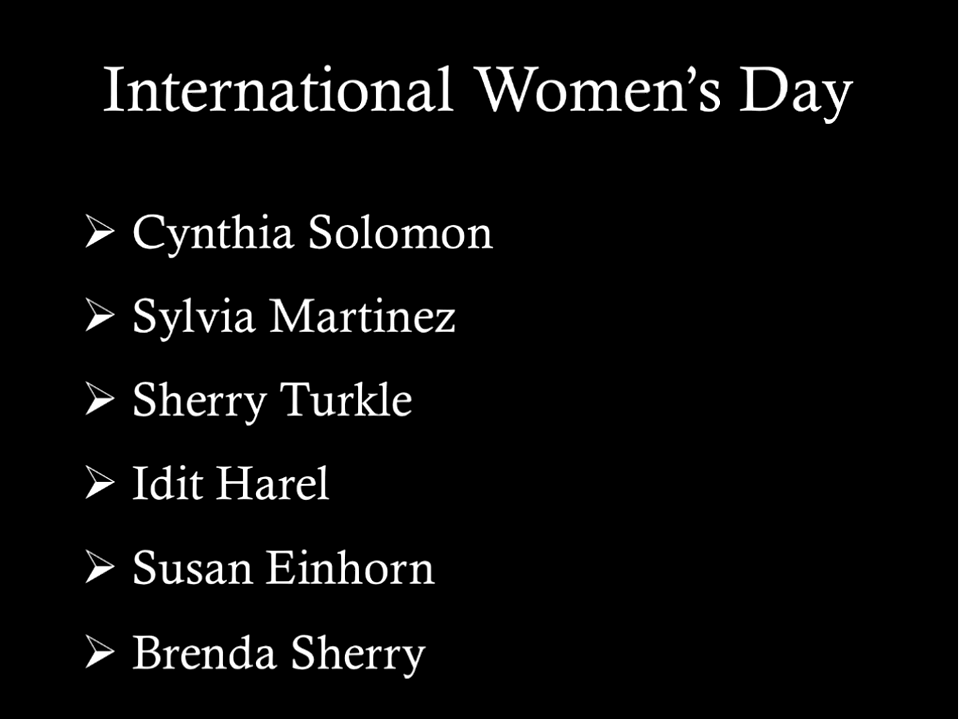 International Women’s Day
➢ Cynthia Solomon
➢ Sylvia Martinez
➢ Sherry Turkle
➢ Idit Harel
➢ Susan Einhorn
➢ Brenda Sherry